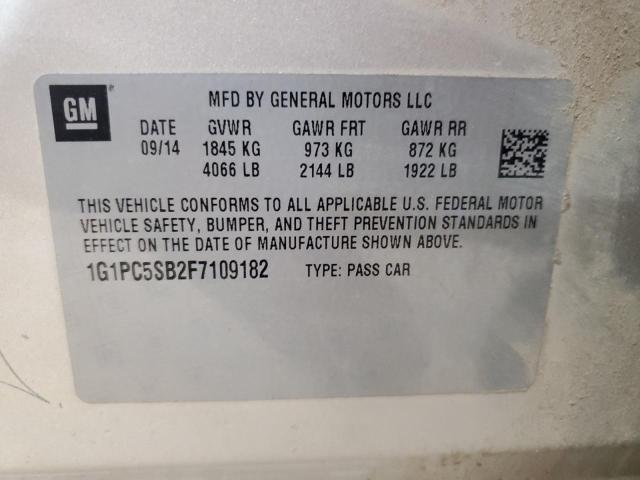 GM
MFD BY GENERAL MOTORS LLC
DATE GVWR GAWR FRT GAWR RR
09/14 1845 KG 973 KG 872 KG
4066 LB 2144 LB 1922 LB
THIS VEHICLE CONFORMS TO ALL APPLICABLE U.S. FEDERAL MOTOR
VEHICLE SAFETY, BUMPER, AND THEFT PREVENTION STANDARDS IN
EFFECT ON THE DATE OF MANUFACTURE SHOWN ABOVE.
1G1PC5SB2F7109182 TYPE: PASS CAR